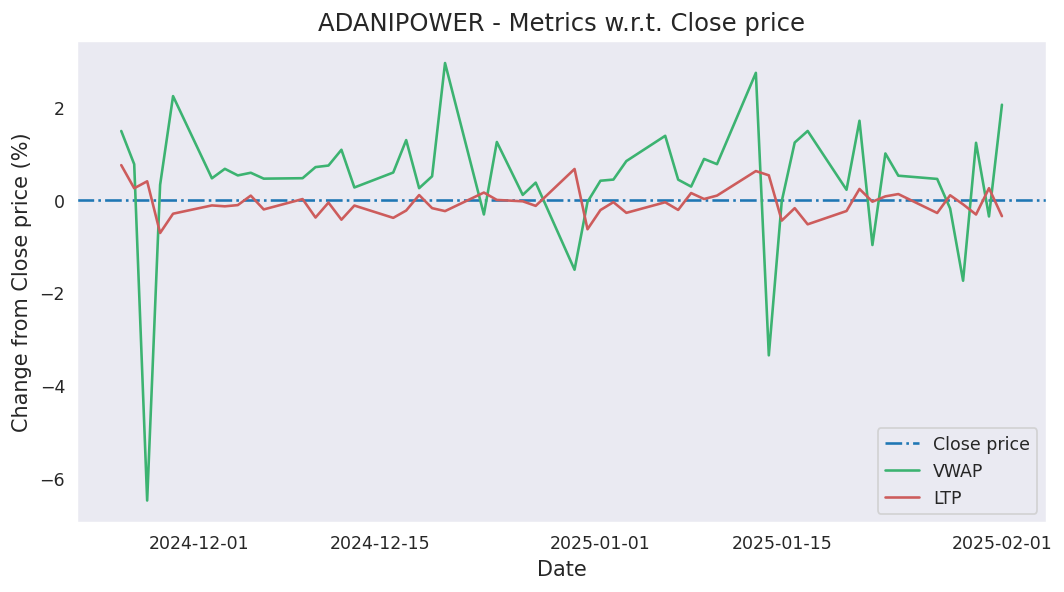 ADANIPOWER - Metrics w.r.t. Close price
Change from Close price (%)
2
0
−2
−4
−6
Close price
VWAP
LTP
2024-12-01
2024-12-15
2025-01-01
2025-01-15
2025-02-01
Date